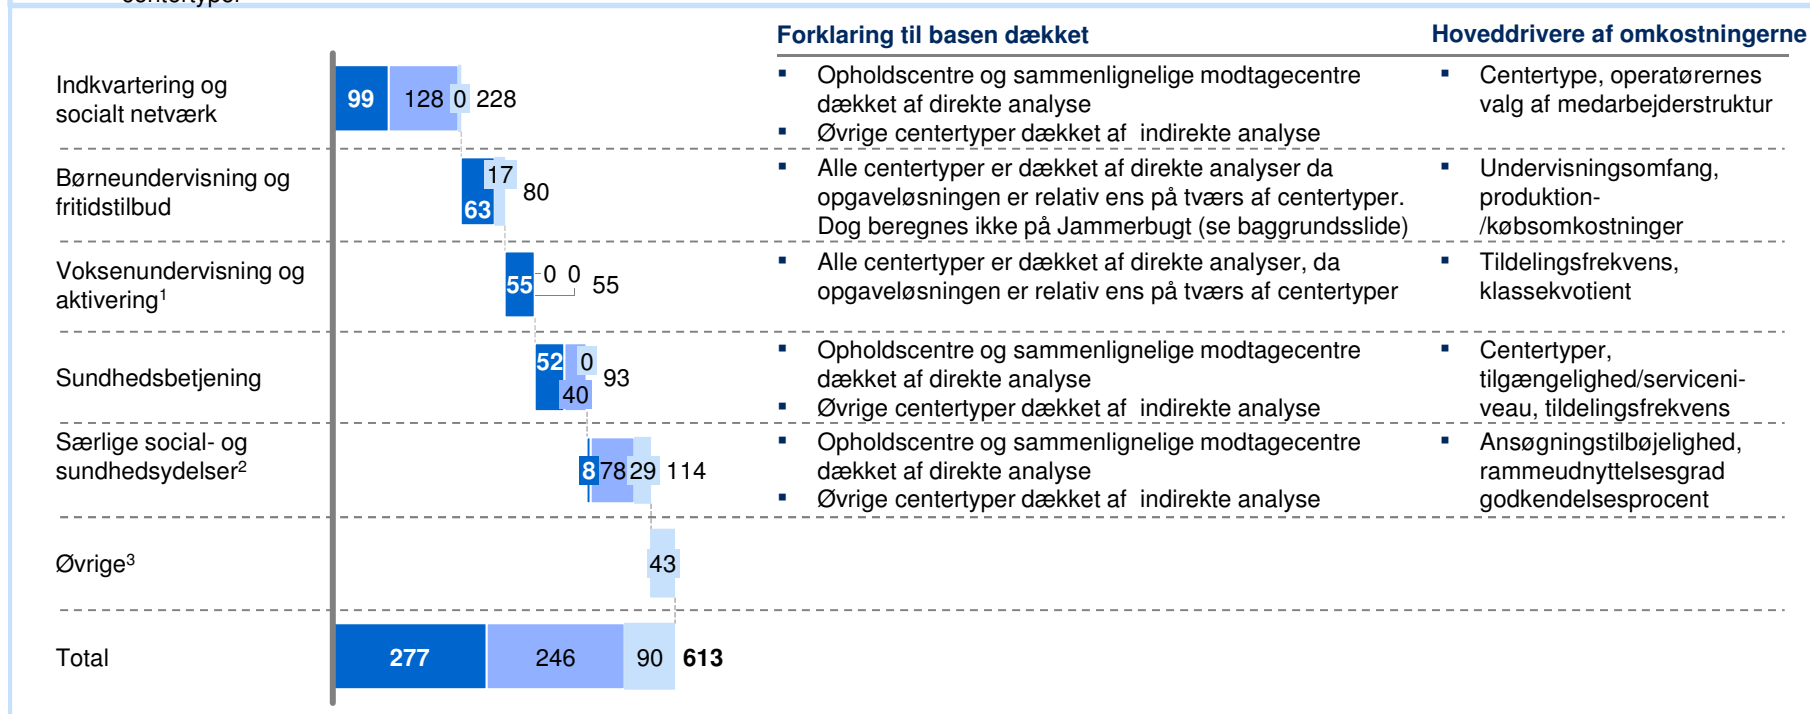 centertyper
Forklaring til basen dækket
Hoveddrivere af omkostningerne
Indkvartering og
socialt netværk
99 128 0 228
▪ Opholdscentre og sammenlignelige modtagecentre
dækket af direkte analyse
▪ Øvrige centertyper dækket af indirekte analyse
▪ Centertype, operatørernes
valg af medarbejderstruktur
Børneundervisning og
fritidstilbud
17
63
80
▪ Alle centertyper er dækket af direkte analyser da
opgaveløsningen er relativ ens på tværs af centertyper.
Dog beregnes ikke på Jammerbugt (se baggrundsslide)
▪ Undervisningsomfang,
produktion-
/købsomkostninger
Voksenundervisning og
aktivering¹
55 0 0 55
▪ Alle centertyper er dækket af direkte analyser, da
opgaveløsningen er relativ ens på tværs af centertyper
▪ Tildelingsfrekvens,
klassekvotient
Sundhedsbetjening
52 0
40
93
▪ Opholdscentre og sammenlignelige modtagecentre
dækket af direkte analyse
▪ Øvrige centertyper dækket af indirekte analyse
▪ Centertyper,
tilgængelighed/serviceni-
veau, tildelingsfrekvens
Særlige social- og
sundhedsydelser²
8 78 29 114
▪ Opholdscentre og sammenlignelige modtagecentre
dækket af direkte analyse
▪ Øvrige centertyper dækket af indirekte analyse
▪ Ansøgningstilbøjelighed,
rammeudnyttelsesgrad
godkendelsesprocent
Øvrige³
43
Total
277 246 90 613